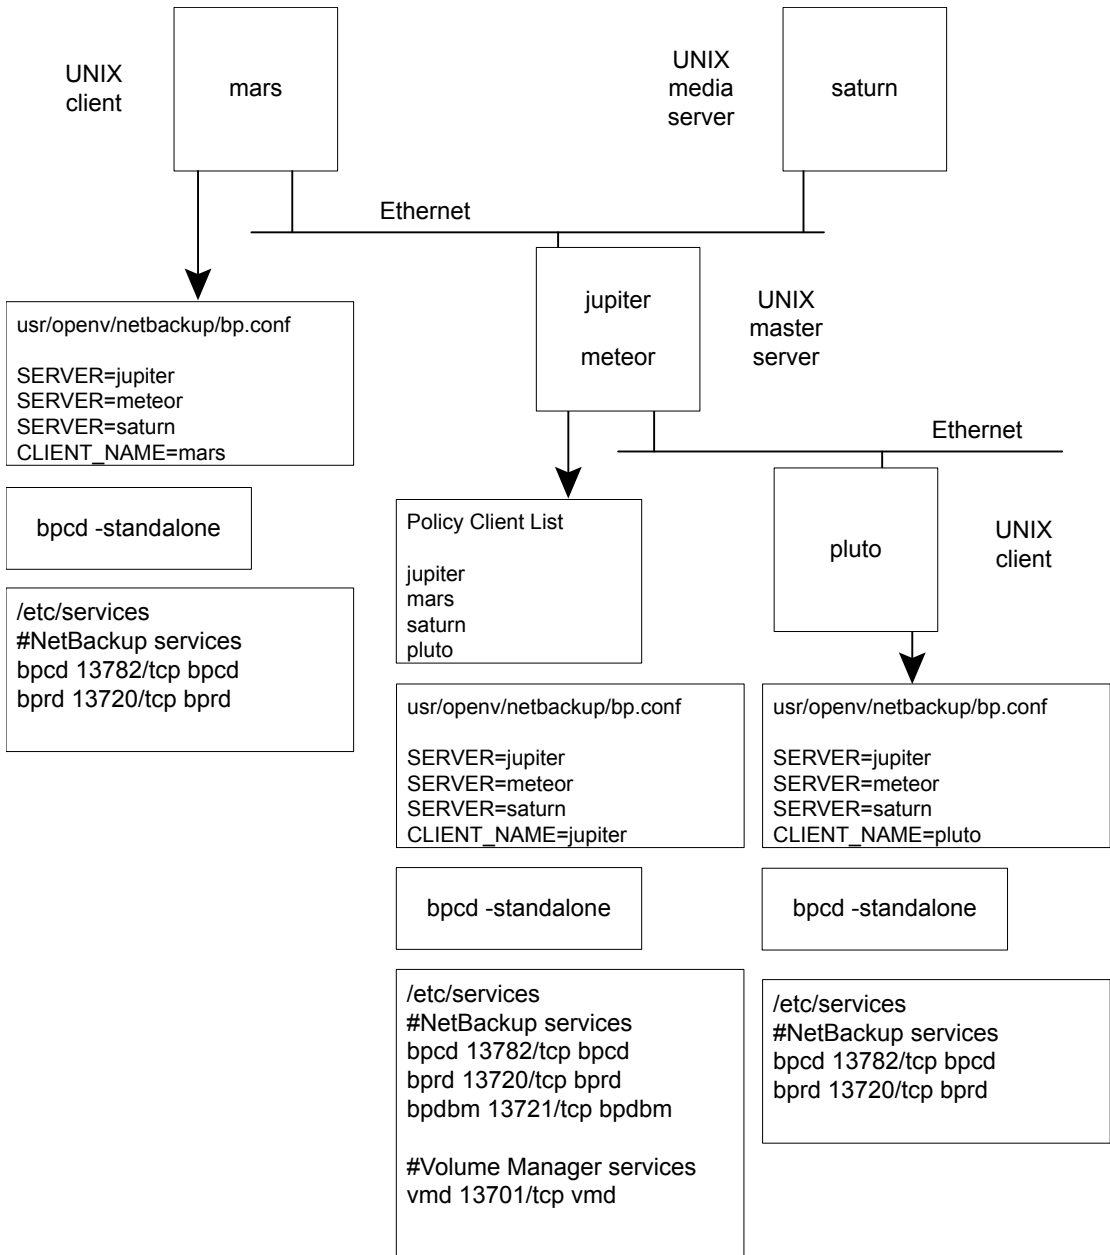 UNIX
client
mars
UNIX
media
server
saturn
Ethernet
usr/openv/netbackup/bp.conf
SERVER=jupiter
SERVER=meteor
SERVER=saturn
CLIENT_NAME=mars
bpcd -standalone
/etc/services
#NetBackup services
bpcd 13782/tcp bpcd
bprd 13720/tcp bprd
jupiter
meteor
UNIX
master
server
Ethernet
Policy Client List
jupiter
mars
saturn
pluto
usr/openv/netbackup/bp.conf
SERVER=jupiter
SERVER=meteor
SERVER=saturn
CLIENT_NAME=jupiter
bpcd -standalone
/etc/services
#NetBackup services
bpcd 13782/tcp bpcd
bprd 13720/tcp bprd
bpdbm 13721/tcp bpdbm
#Volume Manager services
vmd 13701/tcp vmd
pluto
UNIX
client
usr/openv/netbackup/bp.conf
SERVER=jupiter
SERVER=meteor
SERVER=saturn
CLIENT_NAME=pluto
bpcd -standalone
/etc/services
#NetBackup services
bpcd 13782/tcp bpcd
bprd 13720/tcp bprd